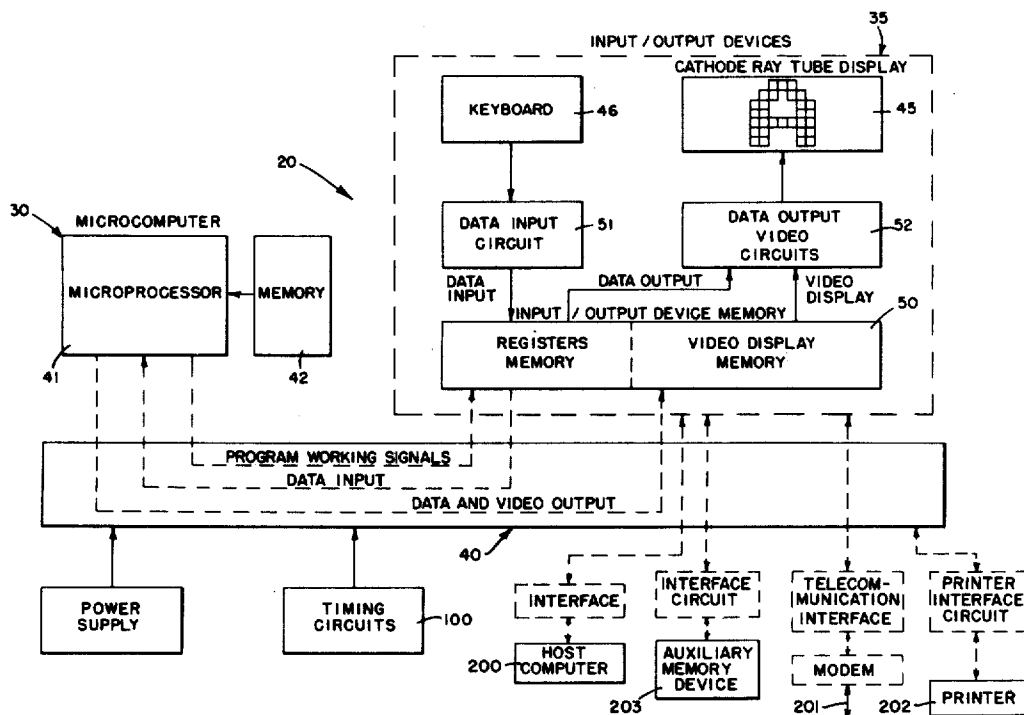 35
INPUT / OUTPUT DEVICES
CATHODE RAY TUBE DISPLAY
KEYBOARD
46
45
20
30
MICROCOMPUTER
MICROPROCESSOR
MEMORY
41
42
DATA INPUT
CIRCUIT
51
DATA OUTPUT
VIDEO
CIRCUITS
52
DATA
INPUT
DATA OUTPUT
VIDEO
DISPLAY
INPUT / OUTPUT DEVICE MEMORY
50
REGISTERS
MEMORY
VIDEO DISPLAY
MEMORY
PROGRAM WORKING SIGNALS
DATA INPUT
DATA AND VIDEO OUTPUT
40
POWER
SUPPLY
TIMING
CIRCUITS
100
INTERFACE
HOST
COMPUTER
200
INTERFACE
CIRCUIT
AUXILIARY
MEMORY
DEVICE
203
TELECOM-
MUNICATION
INTERFACE
MODEM
201
PRINTER
INTERFACE
CIRCUIT
PRINTER
202